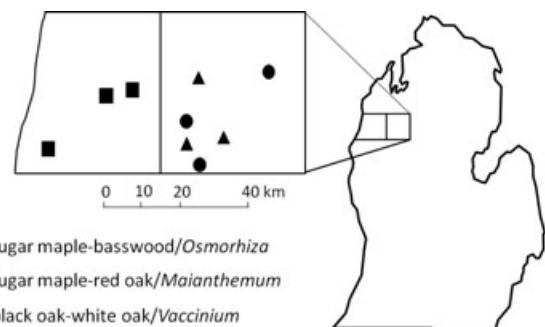 0 10 20 40 km
ugar maple-basswood/Osmorhiza
ugar maple-red oak/Maianthemum
lack oak-white oak/Vaccinium